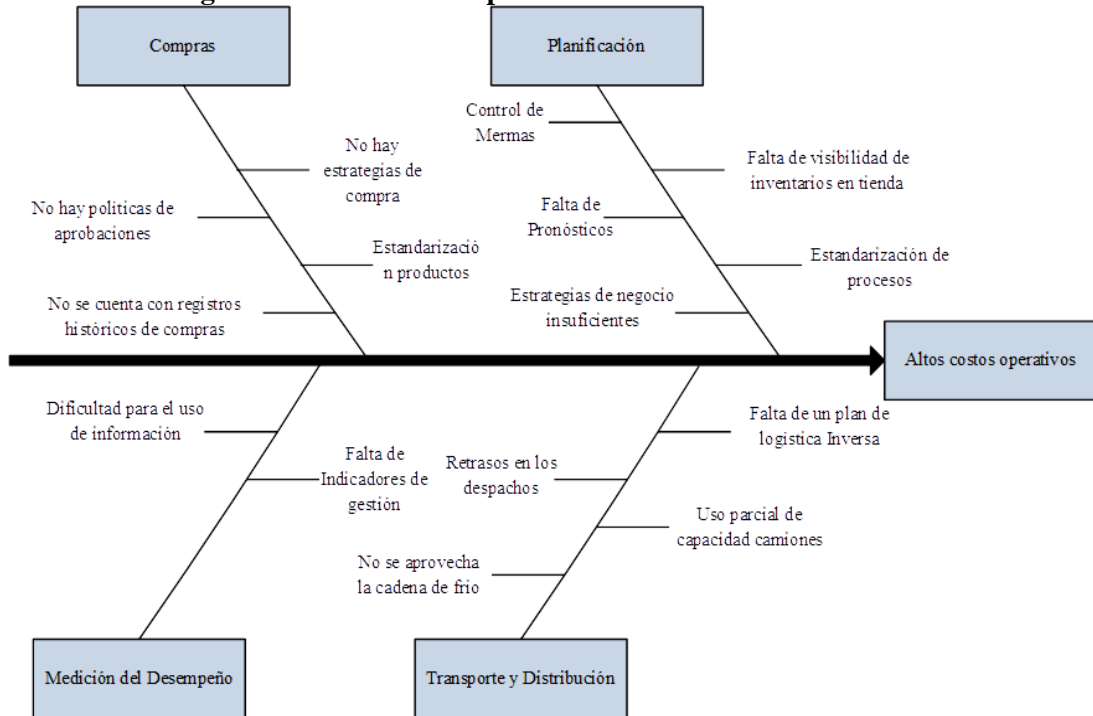 Compras
Planificación
Control de
Mermas
No hay
estrategias de
compra
Falta de visibilidad de
inventarios en tienda
No hay políticas de
aprobaciones
Falta de
Pronósticos
Estandarizació
n productos
Estandarización de
procesos
No se cuenta con registros
históricos de compras
Estrategias de negocio
insuficientes
Altos costos operativos
Dificultad para el uso
de información
Falta de un plan de
logística Inversa
Falta de
Indicadores de
gestión
Retrasos en los
despachos
Uso parcial de
capacidad camiones
No se aprovecha
la cadena de frío
Medición del Desempeño
Transporte y Distribución